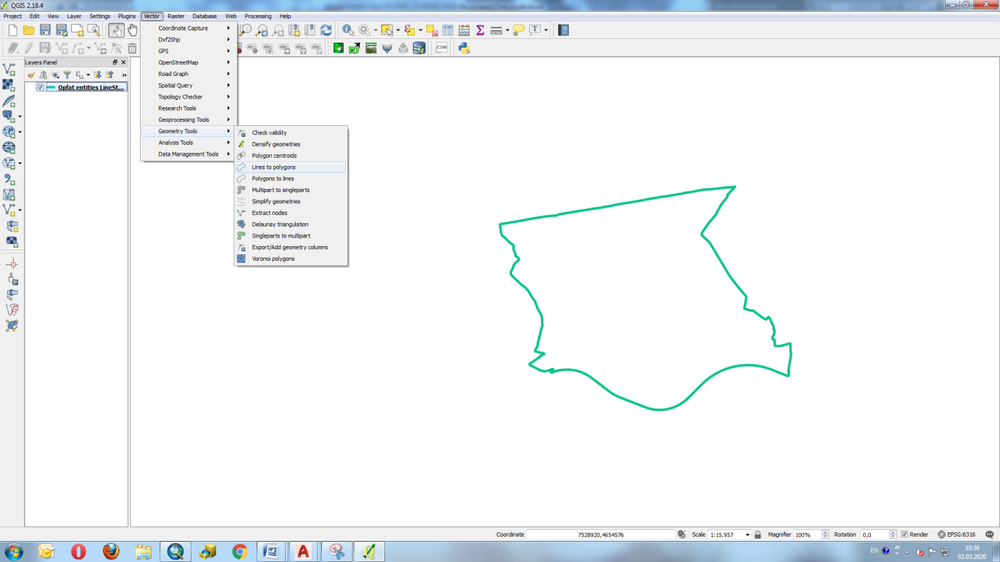 QGIS 2.18.4
Project Edit View Layer Settings Plugins Vector Raster Database Web Processing Help
Coordinate Capture
Dxf2Shp
GPS
OpenStreetMap
Road Graph
Spatial Query
Topology Checker
Research Tools
Geoprocessing Tools
Geometry Tools
Analysis Tools
Data Management Tools
Check validity
Densify geometries
Polygon centroids
Lines to polygons
Polygons to lines
Multipart to singleparts
Simplify geometries
Extract nodes
Delaunay triangulation
Singleparts to multipart
Export/Add geometry columns
Voronoi polygons
Layers Panel
Opfat entities LineSt...
CSW
Coordinate 7528920,4654576 Scale 1:15.957 Magnifier 100% Rotation 0,0 Render EPSG:6316
EN
10:36
02.03.2020